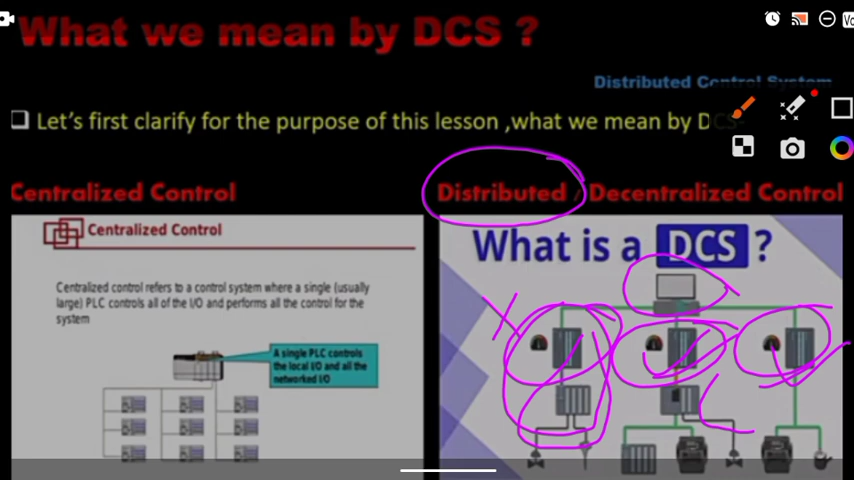 What we mean by DCS ?
Distributed Control System
Let's first clarify for the purpose of this lesson ,what we mean by DCS
Centralized Control
Distributed / Decentralized Control
Centralized Control
Centralized control refers to a control system where a single (usually
large) PLC controls all of the I/O and performs all the control for the
system
A single PLC controls
the local I/O and all the
networked I/O
What is a DCS ?